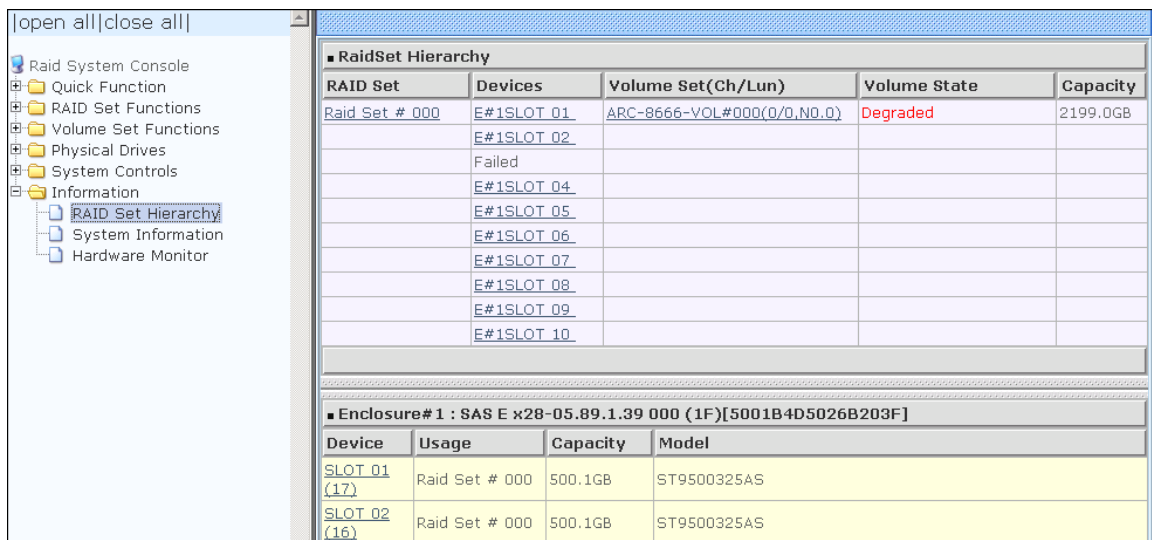 |open all|close all|
Raid System Console
Quick Function
RAID Set Functions
Volume Set Functions
Physical Drives
System Controls
Information
RAID Set Hierarchy
System Information
Hardware Monitor
RaidSet Hierarchy
RAID Set Devices Volume Set(Ch/Lun) Volume State Capacity
Raid Set # 000 E#1SLOT 01 ARC-8666-VOL#000(0/0,N0.0) Degraded 2199.0GB
E#1SLOT 02
Failed
E#1SLOT 04
E#1SLOT 05
E#1SLOT 06
E#1SLOT 07
E#1SLOT 08
E#1SLOT 09
E#1SLOT 10
Enclosure#1 : SAS E x28-05.89.1.39 000 (1F)[5001B4D5026B203F]
Device Usage Capacity Model
SLOT 01 (17) Raid Set # 000 500.1GB ST9500325AS
SLOT 02 (16) Raid Set # 000 500.1GB ST9500325AS